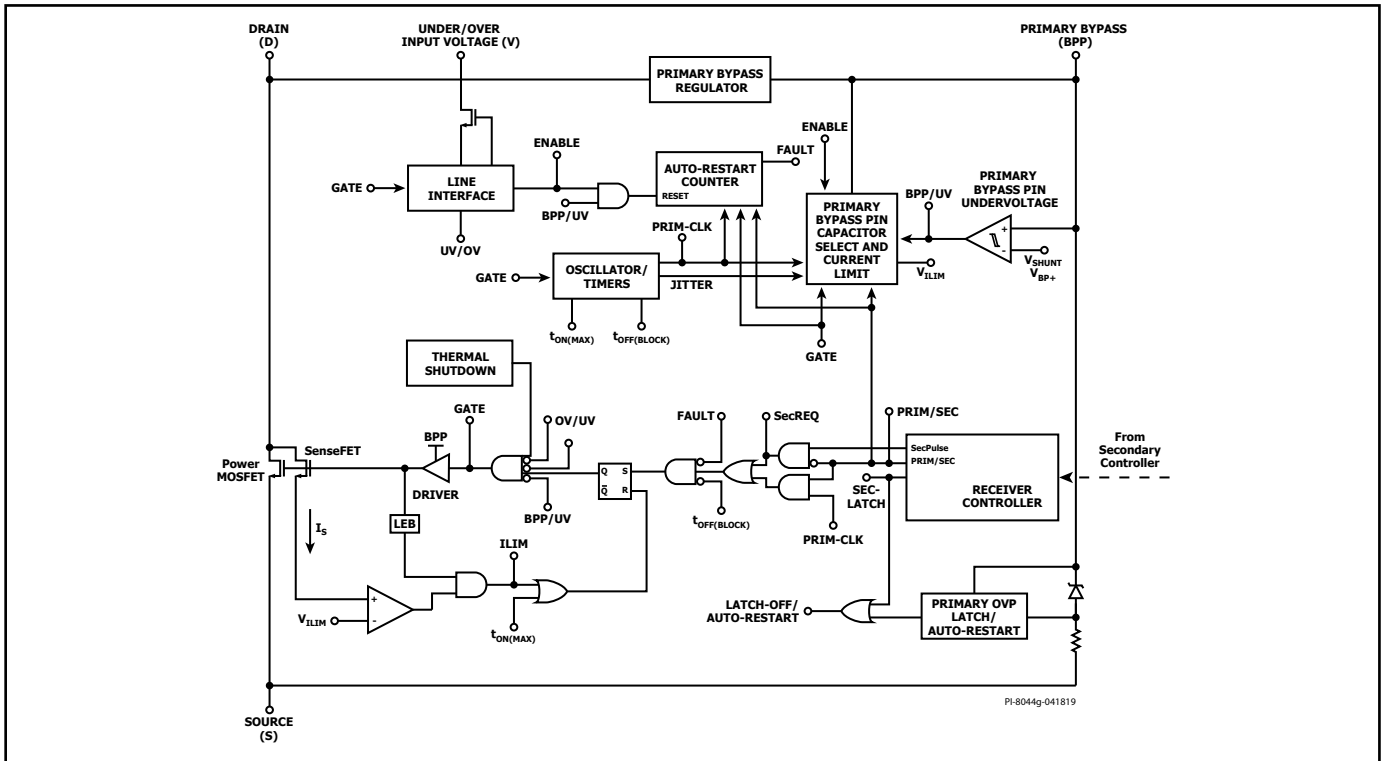 DRAIN
(D)
UNDER/OVER
INPUT VOLTAGE (V)
PRIMARY BYPASS
(BPP)
PRIMARY BYPASS
REGULATOR
ENABLE
ENABLE
FAULT
AUTO-RESTART
COUNTER
RESET
GATE
LINE
INTERFACE
BPP/UV
UV/OV
PRIMARY
BYPASS PIN
UNDERVOLTAGE
BPP/UV
PRIMARY
BYPASS PIN
CAPACITOR
SELECT AND
CURRENT
LIMIT
+
-
VSHUNT
VBP+
VILIM
PRIM-CLK
GATE
OSCILLATOR/
TIMERS
JITTER
tON(MAX)
tOFF(BLOCK)
GATE
THERMAL
SHUTDOWN
GATE
OV/UV
FAULT
SecREQ
PRIM/SEC
From
Secondary
Controller
Power
MOSFET
SenseFET
BPP
DRIVER
BPP/UV
Q
S
Q
R
tOFF(BLOCK)
PRIM-CLK
SecPulse
PRIM/SEC
SEC-
LATCH
RECEIVER
CONTROLLER
IS
LEB
ILIM
+
-
VILIM
tON(MAX)
LATCH-OFF/
AUTO-RESTART
PRIMARY OVP
LATCH/
AUTO-RESTART
SOURCE
(S)
PI-8044g-041819